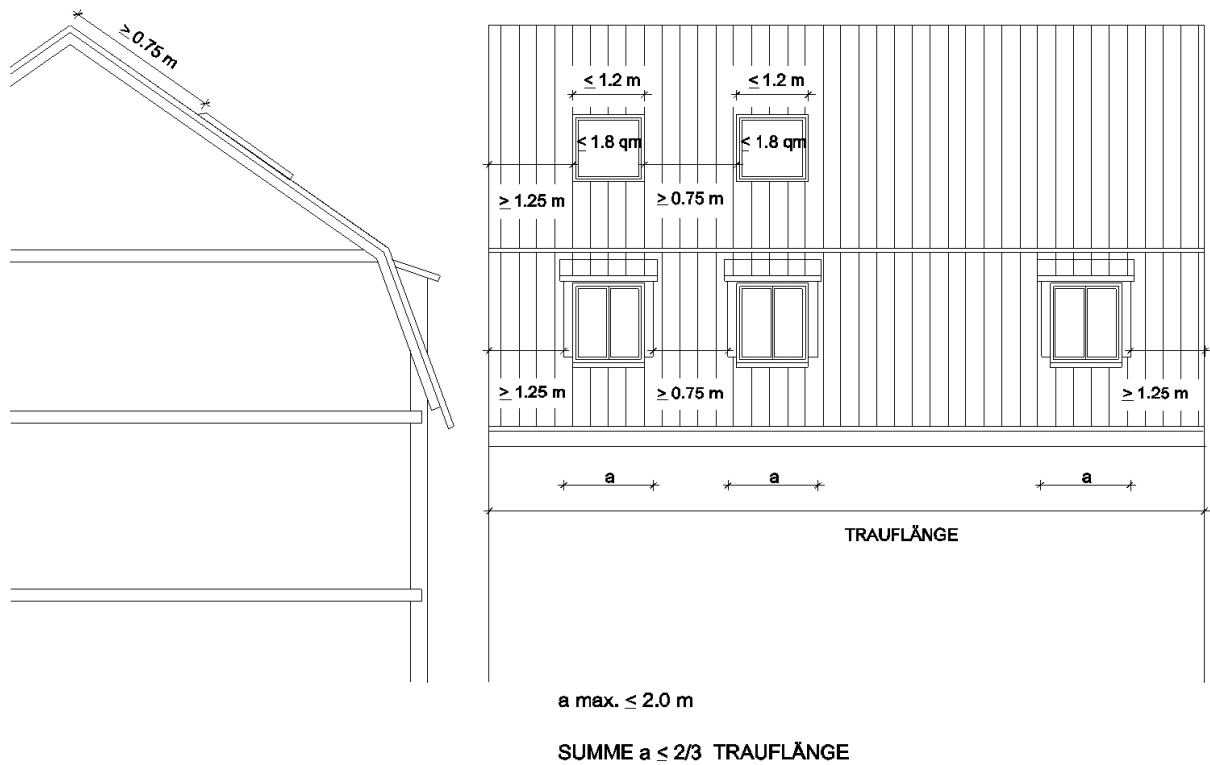 ≥ 0.75 m
≤ 1.2 m ≤ 1.2 m
≤ 1.8 qm ≤ 1.8 qm
≥ 1.25 m ≥ 0.75 m
≥ 1.25 m ≥ 0.75 m ≥ 1.25 m
a a a
TRAUFLÄNGE
a max. ≤ 2.0 m
SUMME a ≤ 2/3 TRAUFLÄNGE